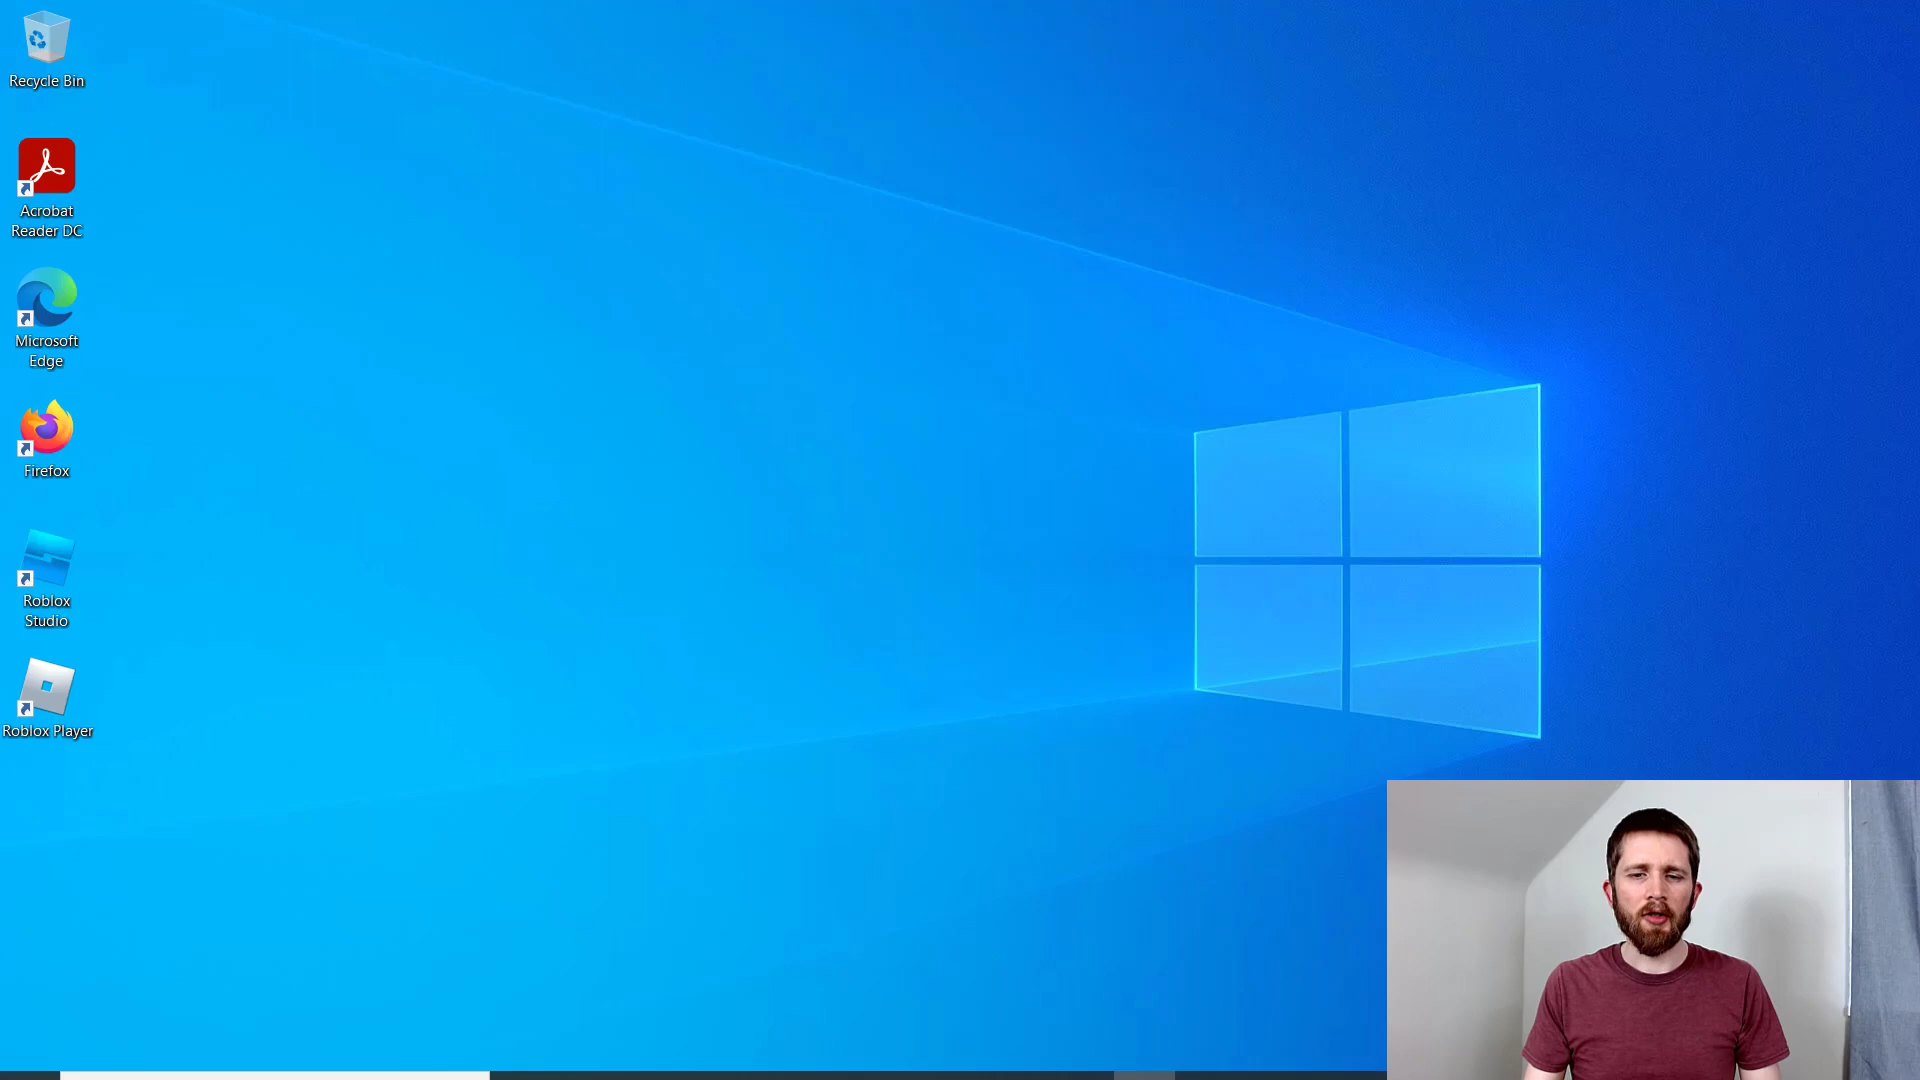 Recycle Bin
Acrobat
Reader DC
Microsoft
Edge
Firefox
Roblox
Studio
Roblox Player